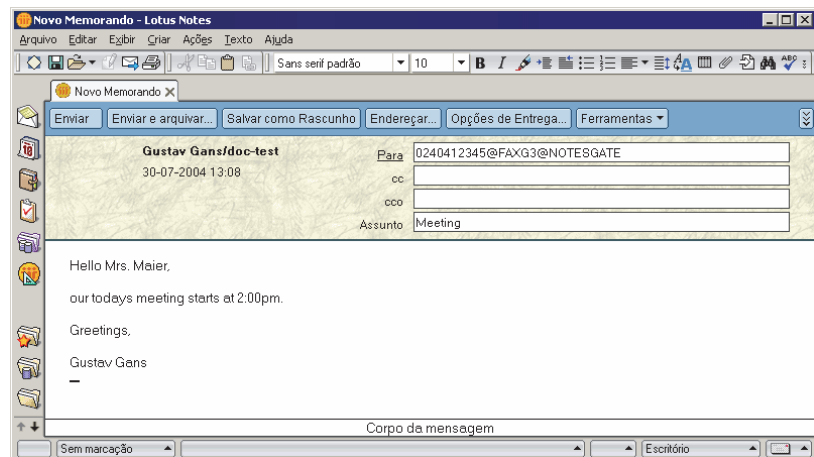 Novo Memorando - Lotus Notes
Arquivo Editar Exibir Criar Ações Texto Ajuda
Sans serif padrão 10 B I
Novo Memorando
Enviar Enviar e arquivar... Salvar como Rascunho Endereçar... Opções de Entrega... Ferramentas
Gustav Gans/doc-test Para 0240412345@FAXG3@NOTESGATE
30-07-2004 13:08 cc
cco
Assunto Meeting
Hello Mrs. Maier,
our todays meeting starts at 2:00pm.
Greetings,
Gustav Gans
Corpo da mensagem
Sem marcação Escritório